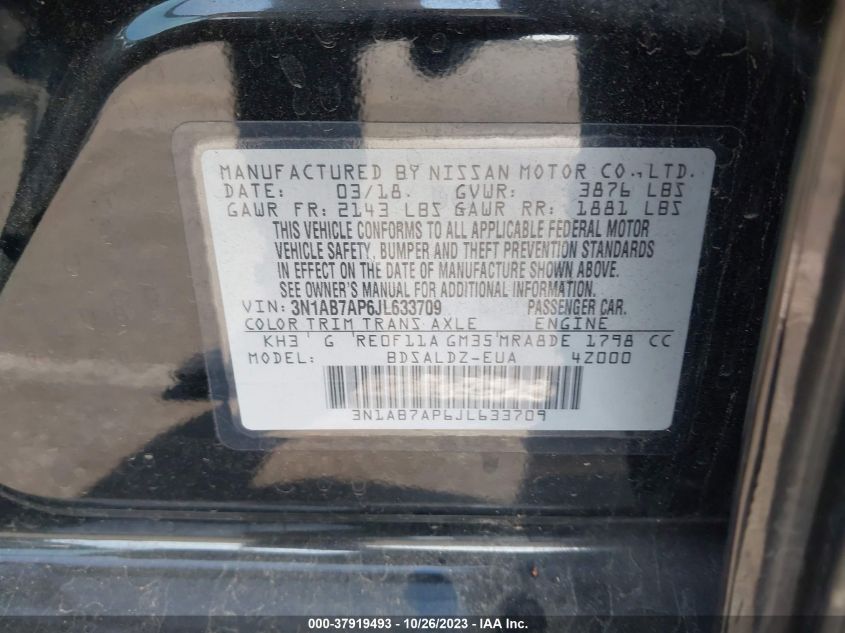 MANUFACTURED BY NISSAN MOTOR CO., LTD.
DATE: 03/18. GVWR: 3876 LBS
GAWR FR: 2143 LBS GAWR RR: 1881 LBS
THIS VEHICLE CONFORMS TO ALL APPLICABLE FEDERAL MOTOR
VEHICLE SAFETY, BUMPER AND THEFT PREVENTION STANDARDS
IN EFFECT ON THE DATE OF MANUFACTURE SHOWN ABOVE.
SEE OWNER'S MANUAL FOR ADDITIONAL INFORMATION.
VIN: 3N1AB7AP6JL633709 PASSENGER CAR.
COLOR TRIM TRANS AXLE ENGINE
KH3 G RE0F11A GM35 MRA8DE 1798 CC
MODEL: BDSALDZ-EUA 4Z000
3N1AB7AP6JL633709
000-37919493 - 10/26/2023 - IAAI.COM